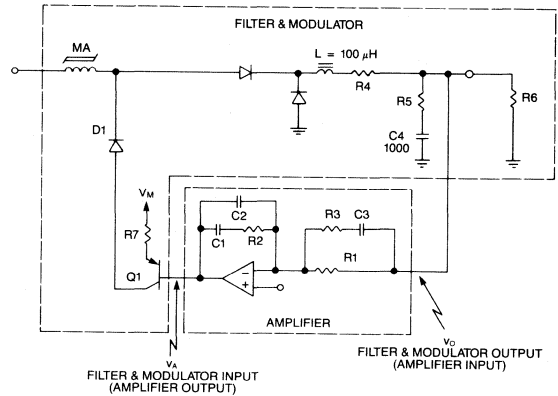 FILTER & MODULATOR
MA
L = 100 μH
R4
R5
R6
C4
1000
D1
VM
R7
Q1
C2
C1
R2
R3
C3
R1
−
+
AMPLIFIER
vA
FILTER & MODULATOR INPUT
(AMPLIFIER OUTPUT)
vO
FILTER & MODULATOR OUTPUT
(AMPLIFIER INPUT)